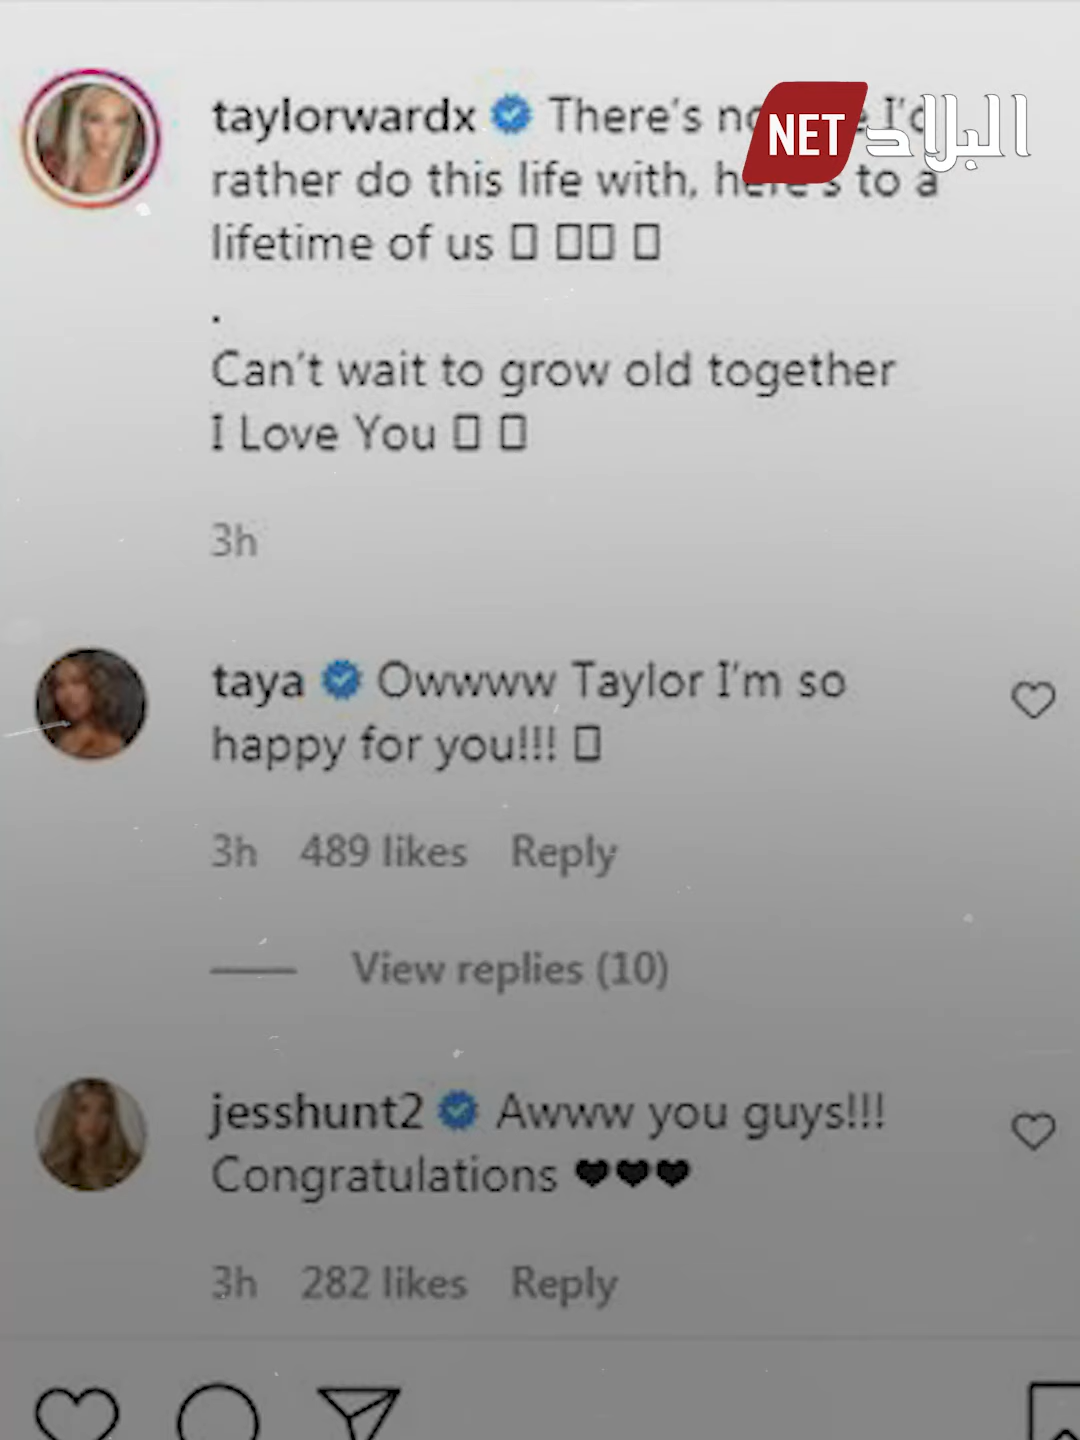 taylorwardx There's no I'd
rather do this life with, here's to a
lifetime of us
.
Can't wait to grow old together
I Love You
3h
taya Owwww Taylor I'm so
happy for you!!!
3h 489 likes Reply
View replies (10)
jesshunt2 Awww you guys!!!
Congratulations ♥♥♥
3h 282 likes Reply
NET البلاد